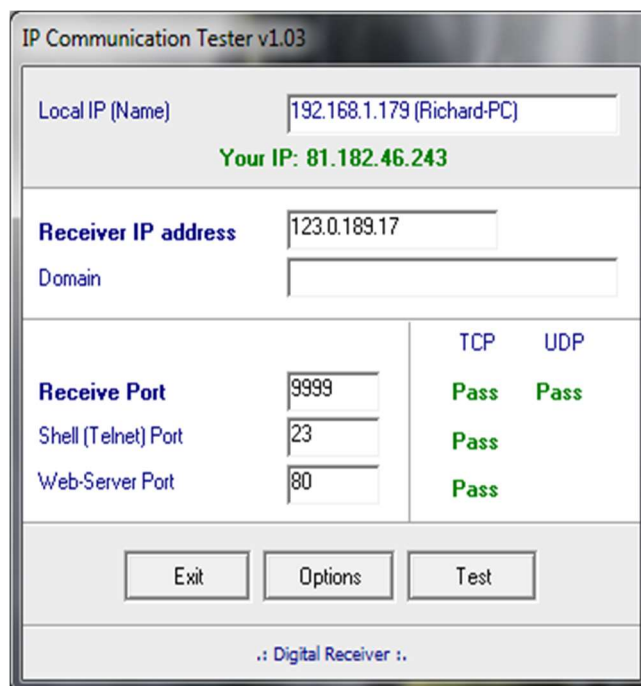 IP Communication Tester v1.03
Local IP (Name) 192.168.1.179 (Richard-PC)
Your IP: 81.182.46.243
Receiver IP address 123.0.189.17
Domain
TCP UDP
Receive Port 9999 Pass Pass
Shell (Telnet) Port 23 Pass
Web-Server Port 80 Pass
Exit Options Test
.: Digital Receiver :.